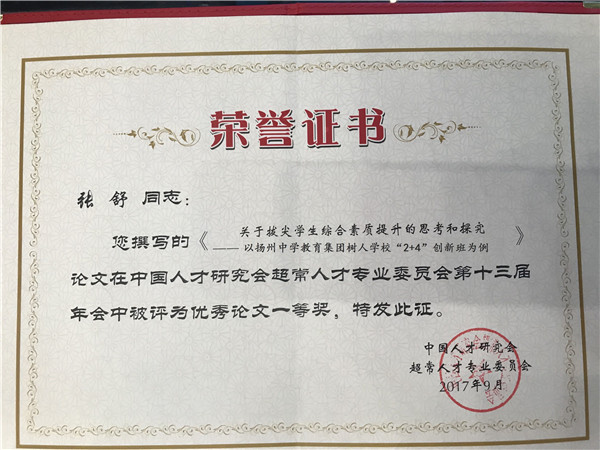 荣誉证书
张 舒 同志：
您撰写的《关于拔尖学生综合素质提升的思考和探究
—— 以扬州中学教育集团树人学校“2+4”创新班为例》
论文在中国人才研究会超常人才专业委员会第十三届
年会中被评为优秀论文一等奖，特发此证。
中国人才研究会
超常人才专业委员会
2017年9月